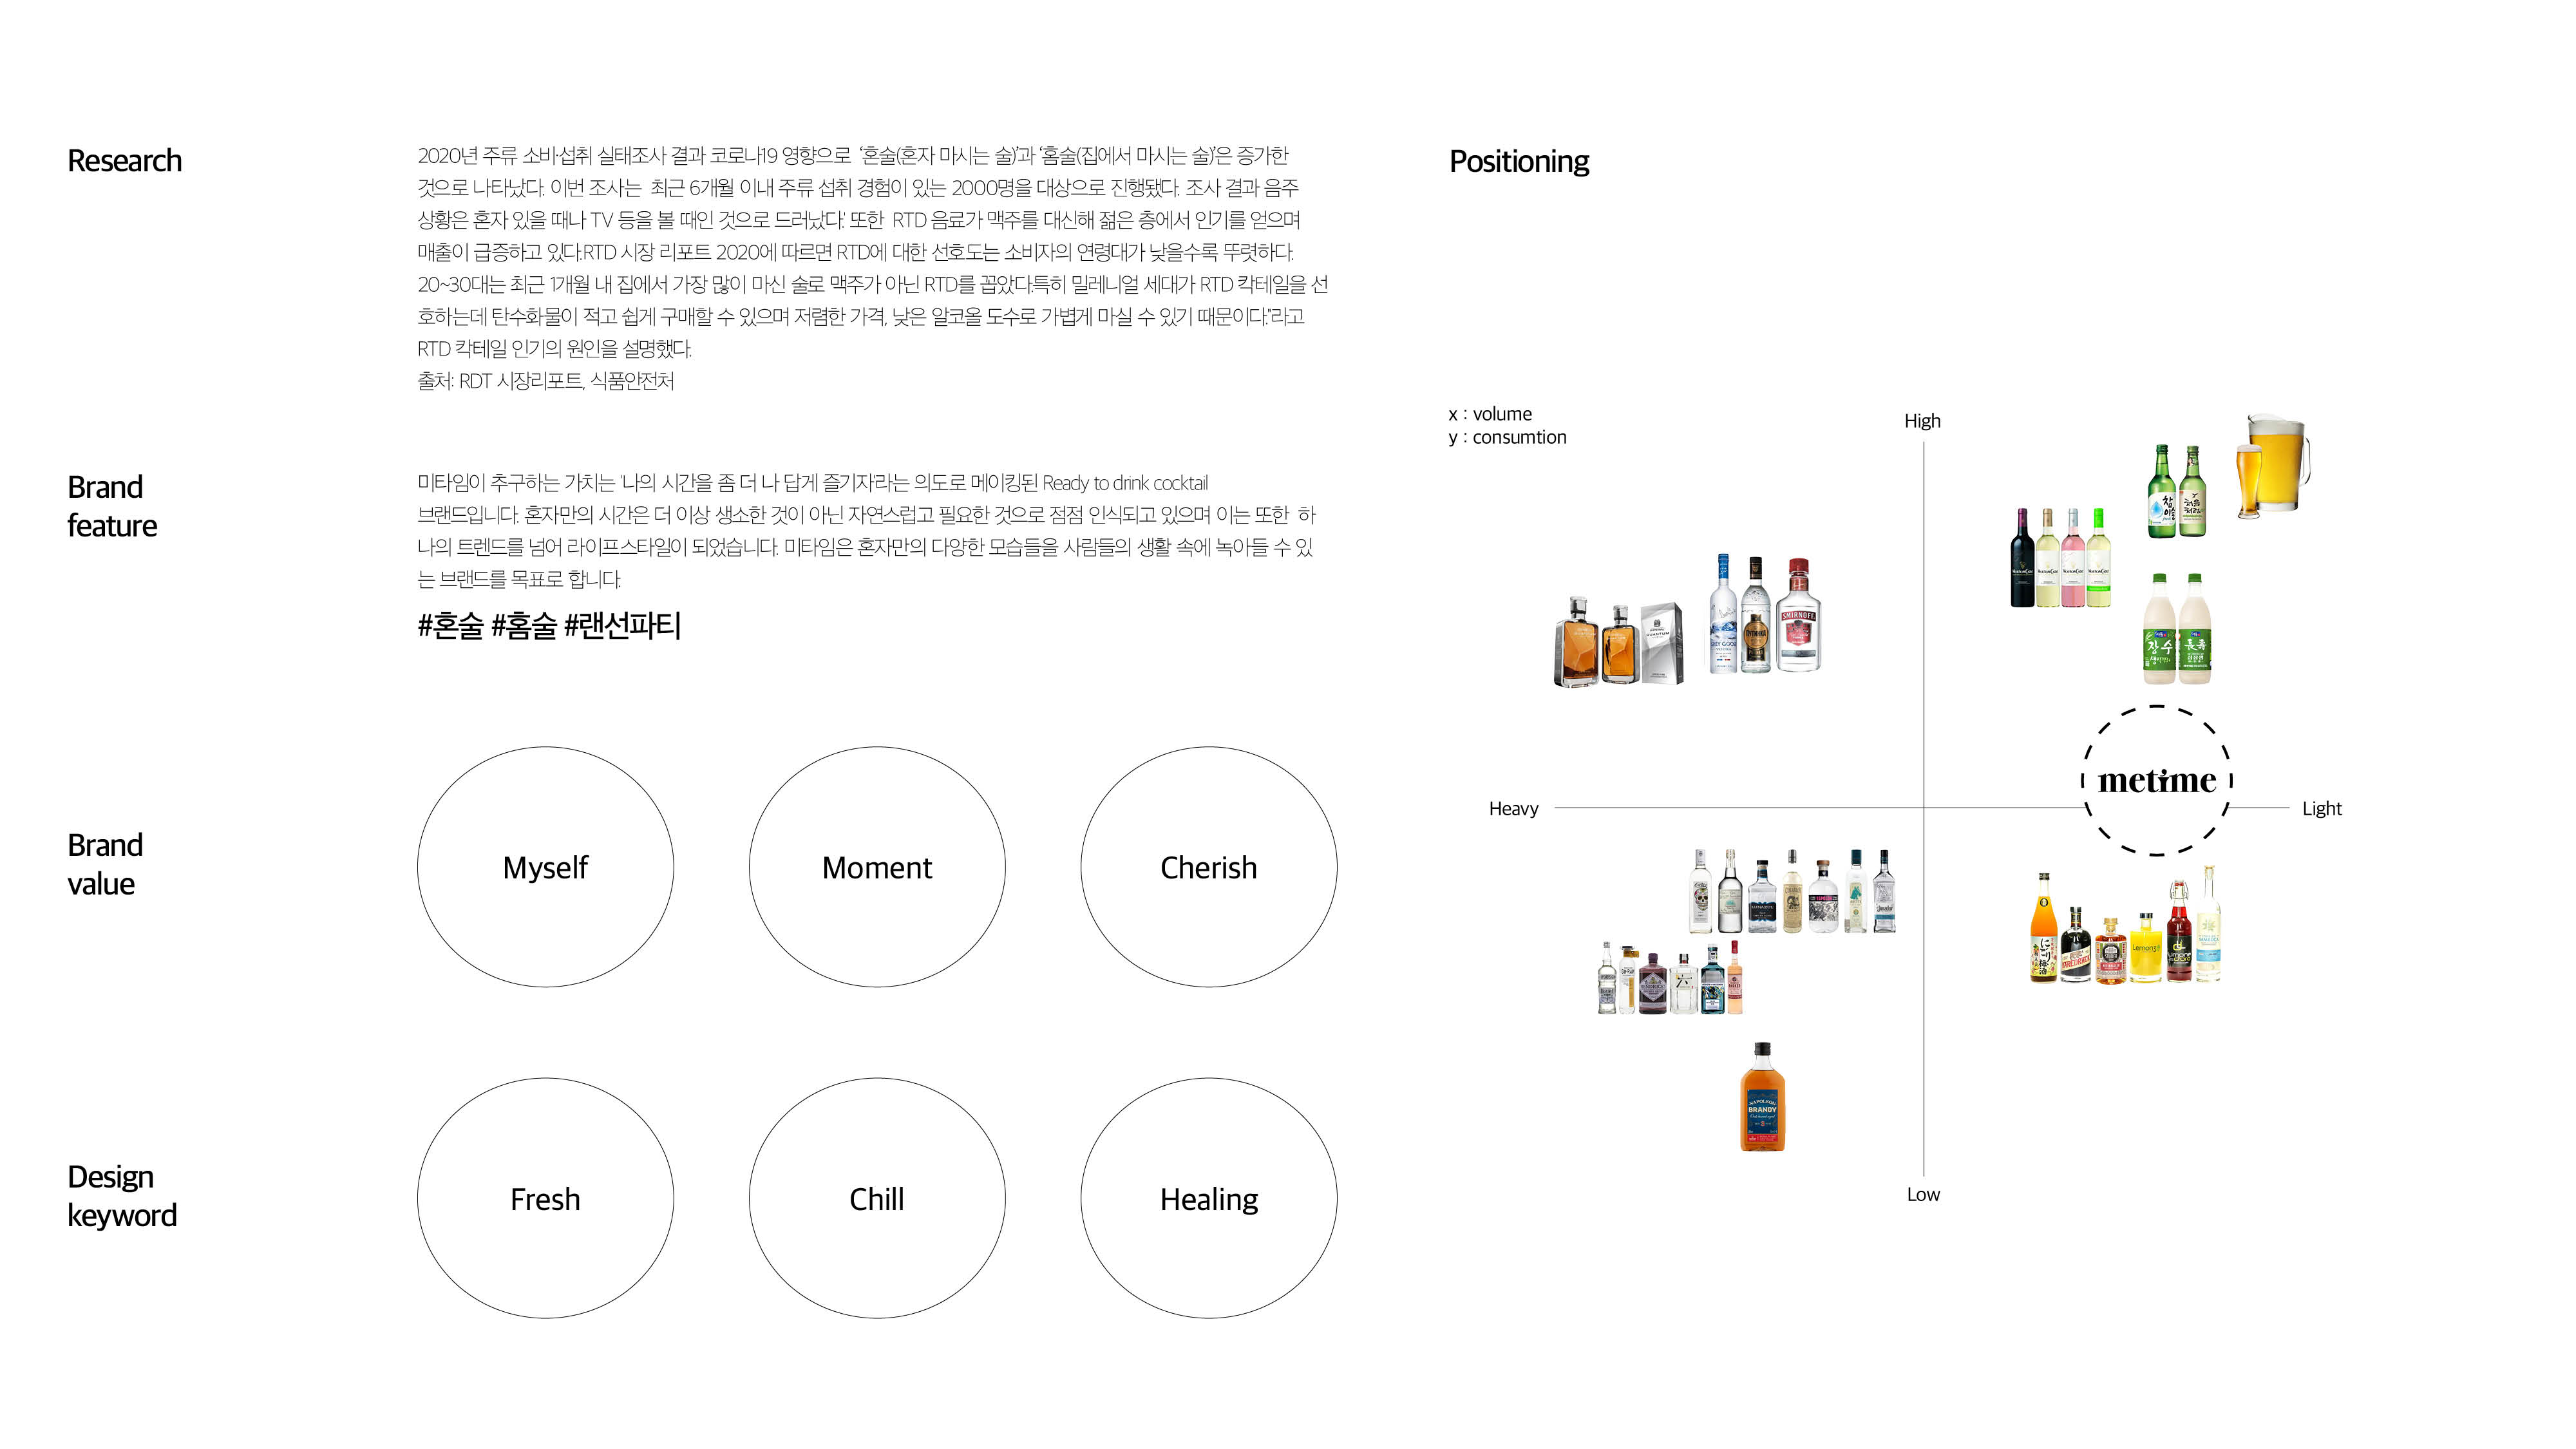 Research
2020년 주류 소비·섭취 실태조사 결과 코로나19 영향으로 ‘혼술(혼자 마시는 술)’과 ‘홈술(집에서 마시는 술)’은 증가한
것으로 나타났다. 이번 조사는 최근 6개월 이내 주류 섭취 경험이 있는 2000명을 대상으로 진행됐다. 조사 결과 음주
상황은 혼자 있을 때나 TV 등을 볼 때인 것으로 드러났다.' 또한 RTD 음료가 맥주를 대신해 젊은 층에서 인기를 얻으며
매출이 급증하고 있다.RTD 시장 리포트 2020에 따르면 RTD에 대한 선호도는 소비자의 연령대가 낮을수록 뚜렷하다.
20~30대는 최근 1개월 내 집에서 가장 많이 마신 술로 맥주가 아닌 RTD를 꼽았다.특히 밀레니얼 세대가 RTD 칵테일을 선
호하는데 탄수화물이 적고 쉽게 구매할 수 있으며 저렴한 가격, 낮은 알코올 도수로 가볍게 마실 수 있기 때문이다."라고
RTD 칵테일 인기의 원인을 설명했다.
출처: RDT 시장리포트, 식품안전처
Brand
feature
미타임이 추구하는 가치는 '나의 시간을 좀 더 나 답게 즐기자'라는 의도로 메이킹된 Ready to drink cocktail
브랜드입니다. 혼자만의 시간은 더 이상 생소한 것이 아닌 자연스럽고 필요한 것으로 점점 인식되고 있으며 이는 또한 하
나의 트렌드를 넘어 라이프스타일이 되었습니다. 미타임은 혼자만의 다양한 모습들을 사람들의 생활 속에 녹아들 수 있
는 브랜드를 목표로 합니다.
#혼술 #홈술 #랜선파티
Brand
value
Myself
Moment
Cherish
Design
keyword
Fresh
Chill
Healing
Positioning
x : volume
y : consumtion
High
참이슬
처음처럼
QUANTUM
GREY GOOSE
SMIRNOFF
장수
長壽
metime
Heavy
Light
にごり梅酒
Lemons
六
NAPOLEON
BRANDY
Low